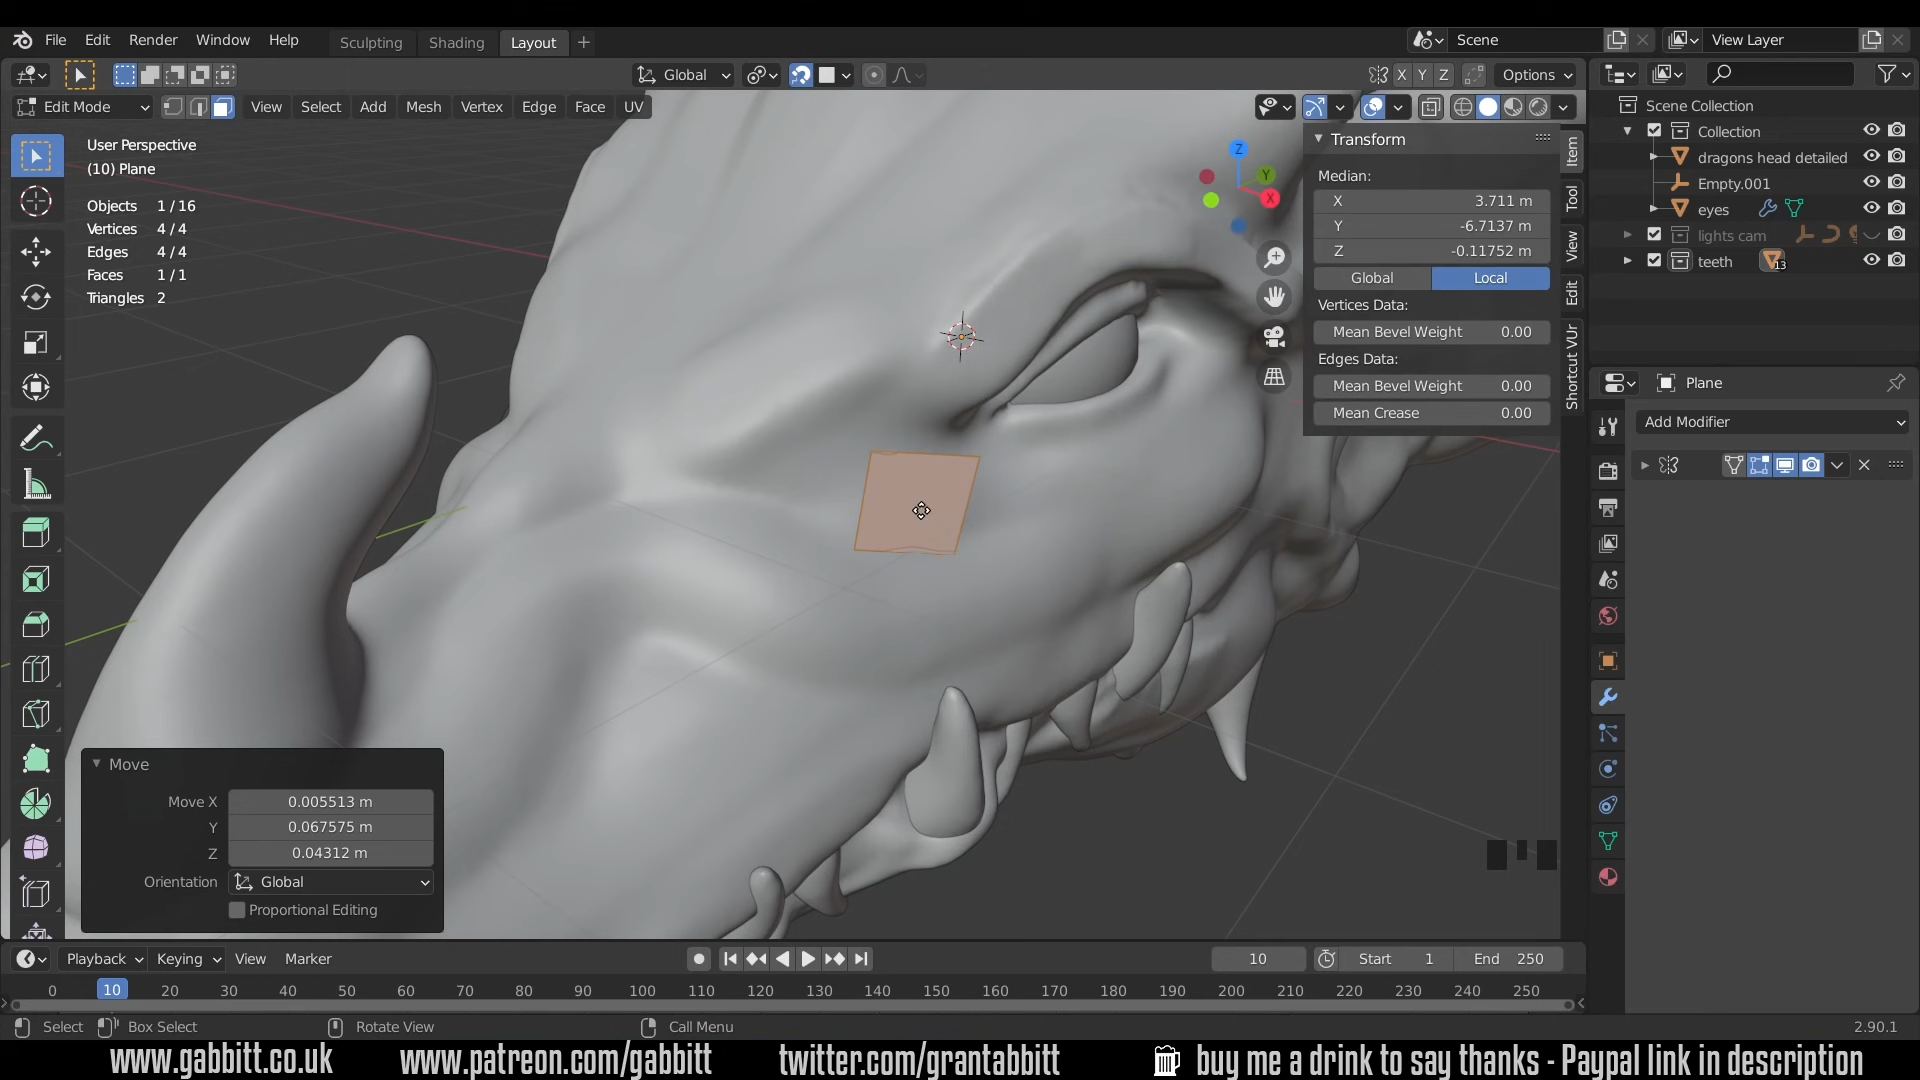 File Edit Render Window Help Sculpting Shading Layout + Scene View Layer
Global Options X Y Z
Edit Mode View Select Add Mesh Vertex Edge Face UV
User Perspective
(10) Plane
Objects 1 / 16
Vertices 4 / 4
Edges 4 / 4
Faces 1 / 1
Triangles 2
Z
Y
X
Transform
Median:
X 3.711 m
Y -6.7137 m
Z -0.11752 m
Global Local
Vertices Data:
Mean Bevel Weight 0.00
Edges Data:
Mean Bevel Weight 0.00
Mean Crease 0.00
Item
Tool
View
Edit
Shortcut VUr
Scene Collection
Collection
dragons head detailed
Empty.001
eyes
lights cam
teeth 13
Plane
Add Modifier
Move
Move X 0.005513 m
Y 0.067575 m
Z 0.04312 m
Orientation Global
Proportional Editing
Playback Keying View Marker 10 Start 1 End 250
0 10 20 30 40 50 60 70 80 90 100 110 120 130 140 150 160 170 180 190 200 210 220 230 240 250
Select Box Select Rotate View Call Menu 2.90.1
www.gabbitt.co.uk www.patreon.com/gabbitt twitter.com/grantabbitt buy me a drink to say thanks - Paypal link in description